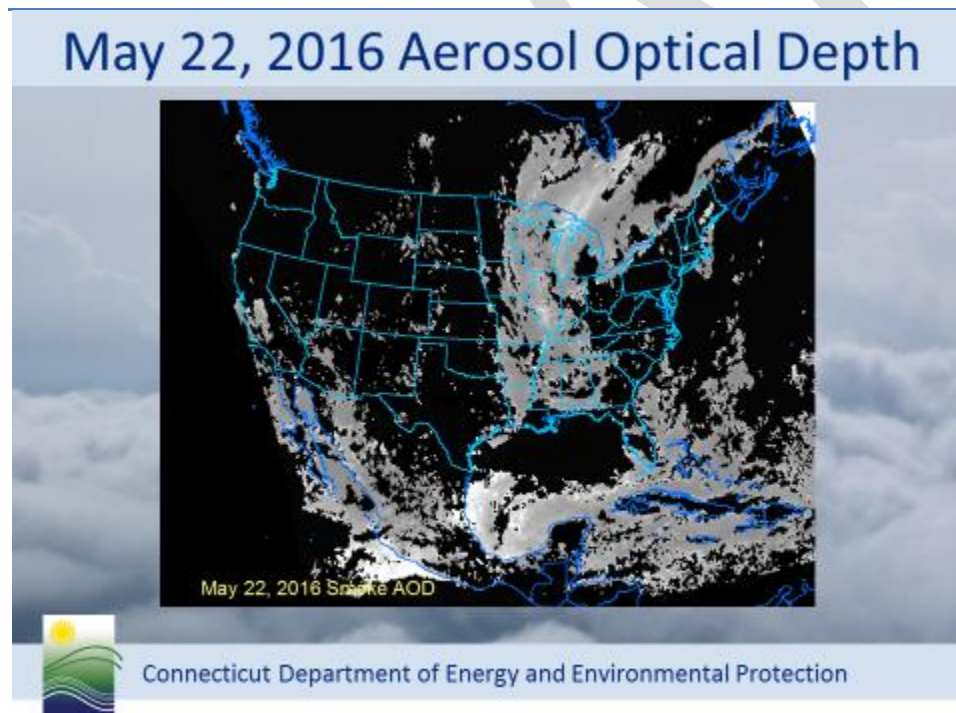 May 22, 2016 Aerosol Optical Depth
May 22, 2016 Smoke AOD
Connecticut Department of Energy and Environmental Protection